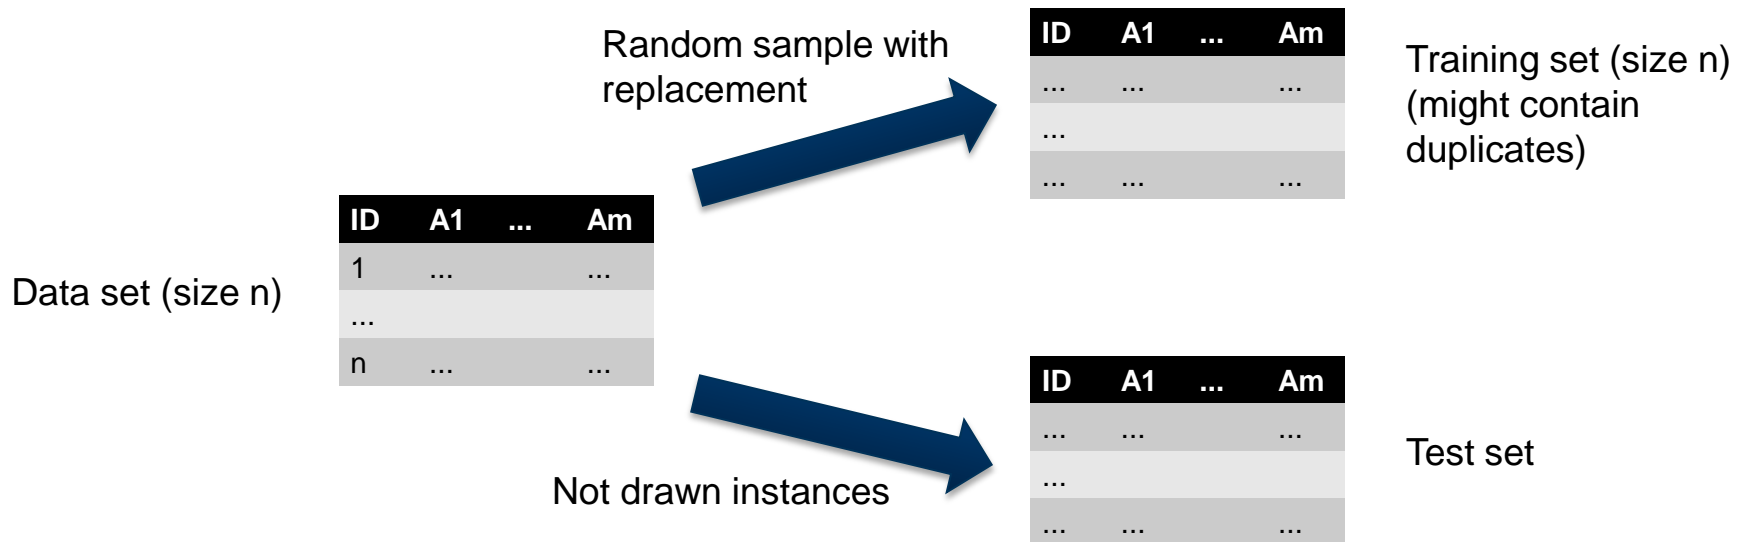 Random sample with
replacement
ID A1 ... Am
... ... ...
...
... ... ...
Training set (size n)
(might contain
duplicates)
Data set (size n)
ID A1 ... Am
1 ... ...
...
n ... ...
Not drawn instances
ID A1 ... Am
... ... ...
...
... ... ...
Test set